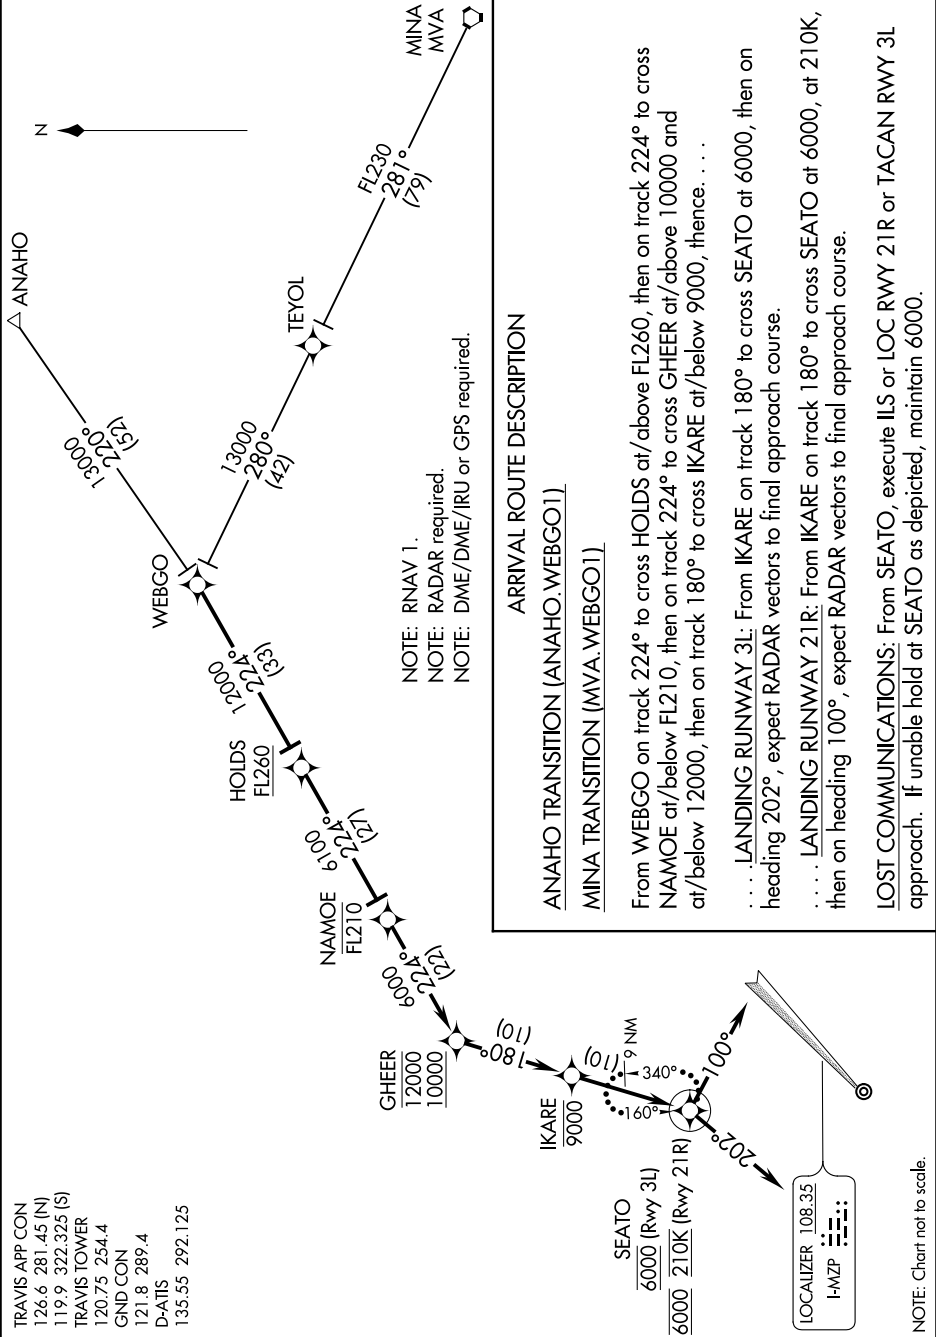 TRAVIS APP CON
126.6 281.45 (N)
119.9 322.325 (S)
TRAVIS TOWER
120.75 254.4
GND CON
121.8 289.4
D-ATIS
135.55 292.125
N
ANAHO
MINA
MVA
13000
220°
(52)
FL230
281°
(79)
TEYOL
13000
280°
(42)
WEBGO
12000
224°
(33)
HOLDS
FL260
6100
224°
(27)
NAMOE
FL210
6000
224°
(22)
GHEER
12000
10000
180°
(10)
IKARE
9000
(10)
9 NM
340°
160°
SEATO
6000 (Rwy 3L)
6000 210K (Rwy 21R)
100°
202°
LOCALIZER 108.35
I-MZP
NOTE: RNAV 1.
NOTE: RADAR required.
NOTE: DME/DME/IRU or GPS required.
ARRIVAL ROUTE DESCRIPTION
ANAHO TRANSITION (ANAHO.WEBGO1)
MINA TRANSITION (MVA.WEBGO1)
From WEBGO on track 224° to cross HOLDS at/above FL260, then on track 224° to cross
NAMOE at/below FL210, then on track 224° to cross GHEER at/above 10000 and
at/below 12000, then on track 180° to cross IKARE at/below 9000, thence. . . .
. . . .LANDING RUNWAY 3L: From IKARE on track 180° to cross SEATO at 6000, then on
heading 202°, expect RADAR vectors to final approach course.
. . . .LANDING RUNWAY 21R: From IKARE on track 180° to cross SEATO at 6000, at 210K,
then on heading 100°, expect RADAR vectors to final approach course.
LOST COMMUNICATIONS: From SEATO, execute ILS or LOC RWY 21R or TACAN RWY 3L
approach. If unable hold at SEATO as depicted, maintain 6000.
NOTE: Chart not to scale.